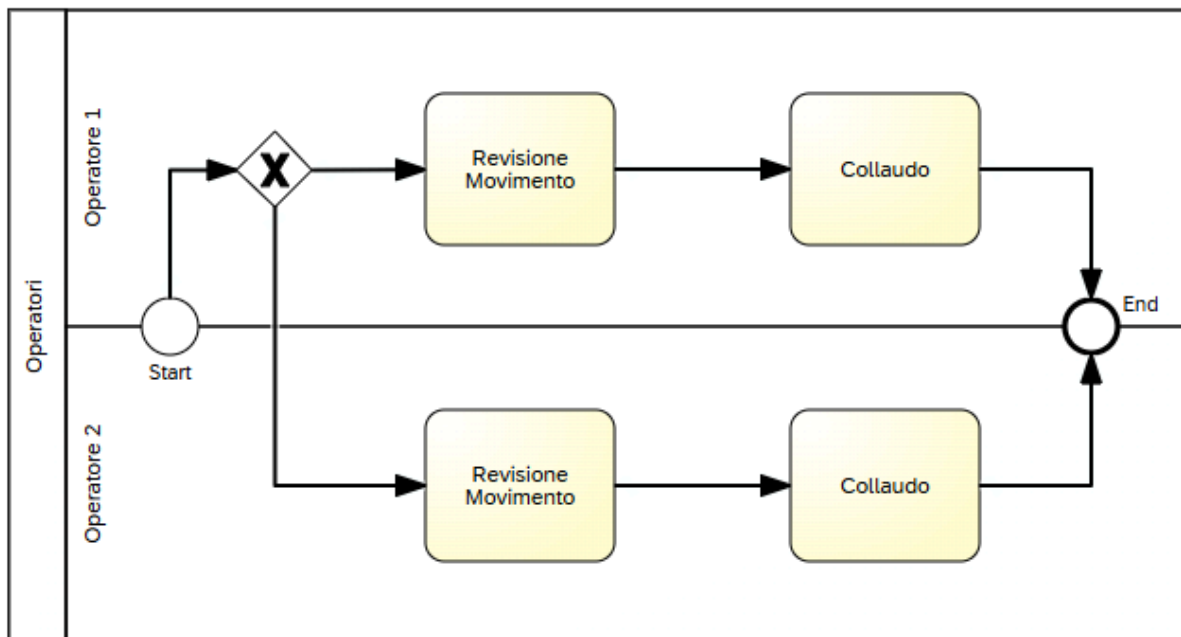 Operatori
Operatore 1
Revisione
Movimento
Collaudo
Start
End
Operatore 2
Revisione
Movimento
Collaudo